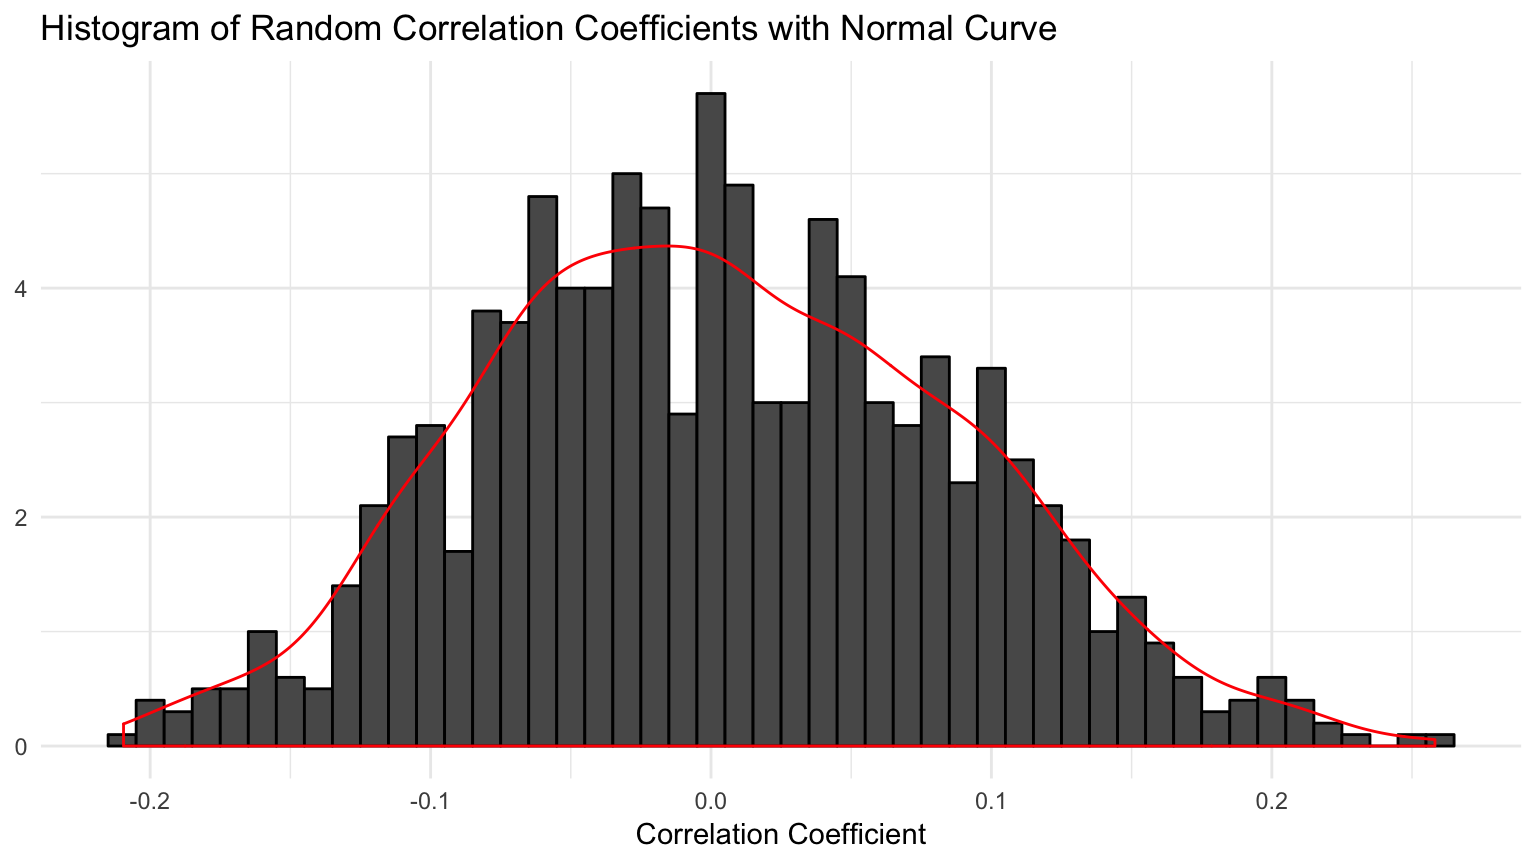 Histogram of Random Correlation Coefficients with Normal Curve
4
2
0
-0.2 -0.1 0.0 0.1 0.2
Correlation Coefficient